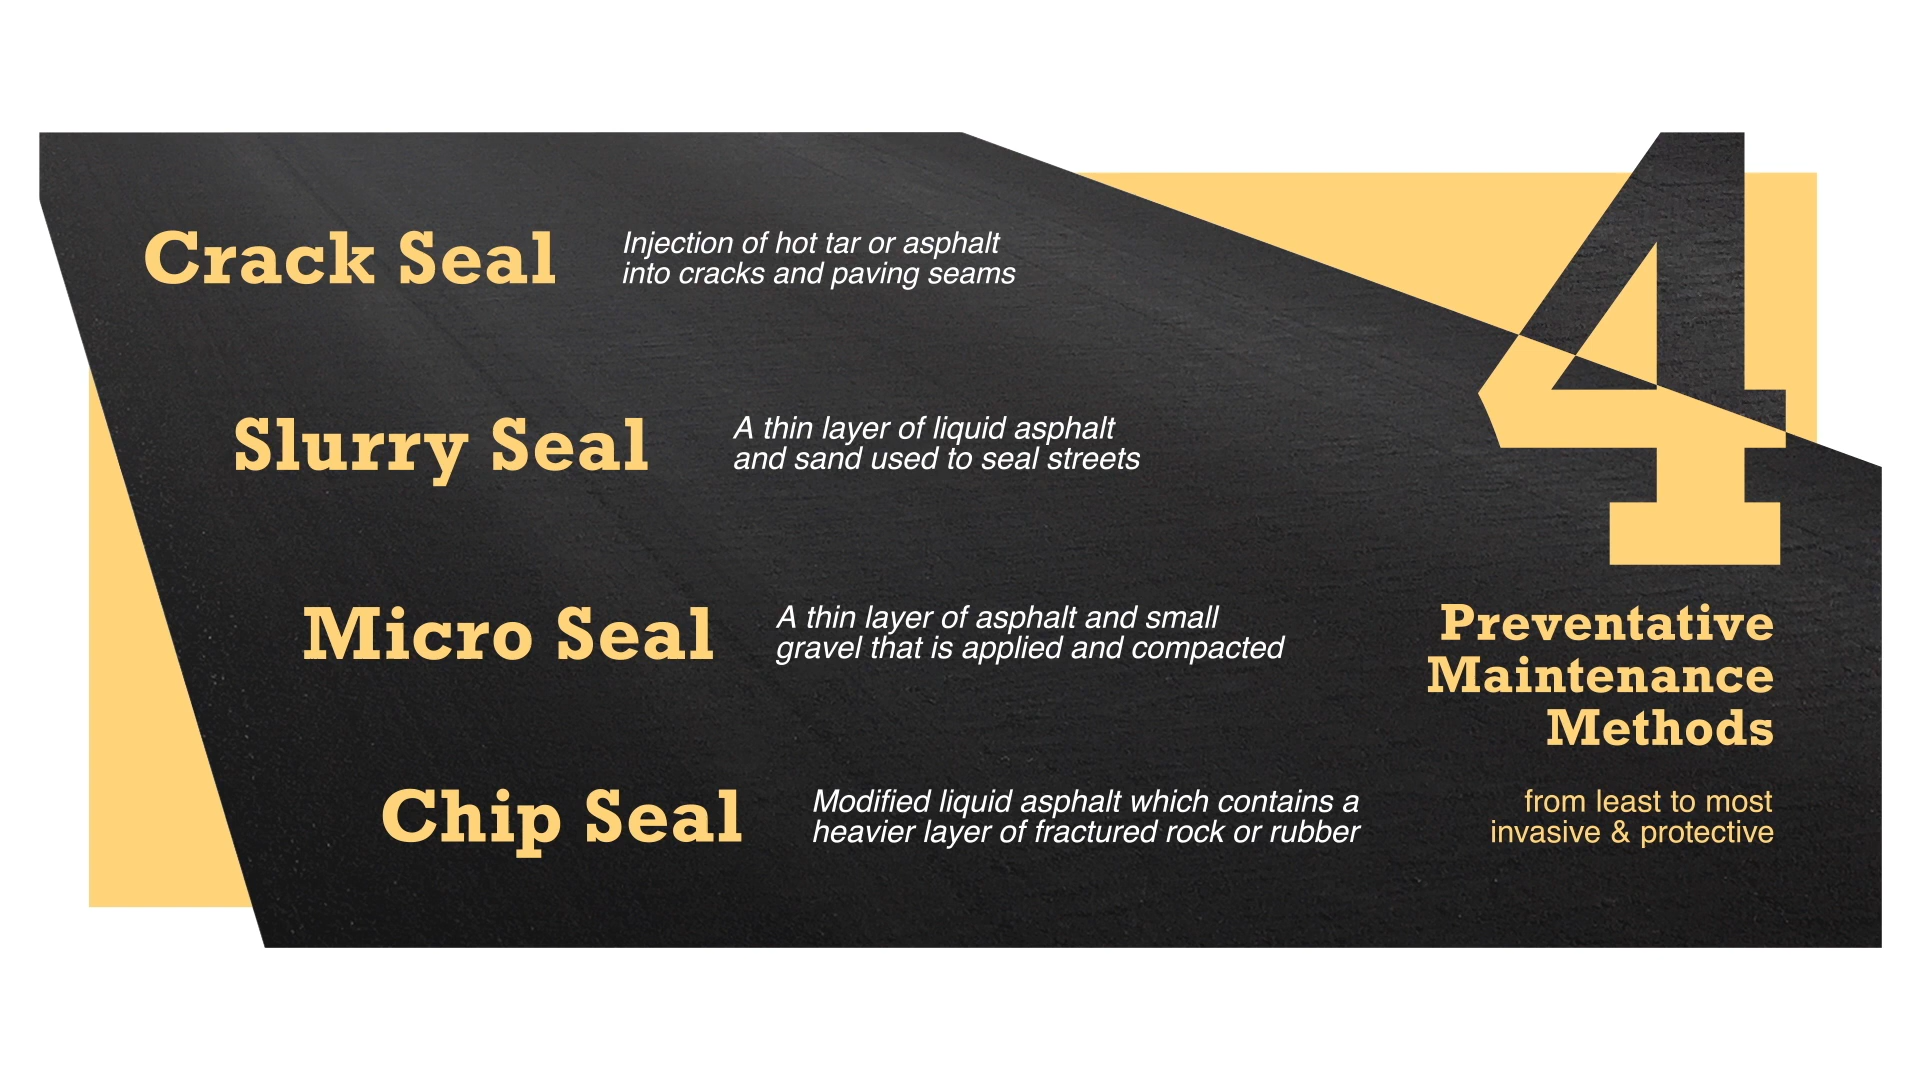 Crack Seal
Injection of hot tar or asphalt
into cracks and paving seams
Slurry Seal
A thin layer of liquid asphalt
and sand used to seal streets
Micro Seal
A thin layer of asphalt and small
gravel that is applied and compacted
Chip Seal
Modified liquid asphalt which contains a
heavier layer of fractured rock or rubber
4
Preventative
Maintenance
Methods
from least to most
invasive & protective